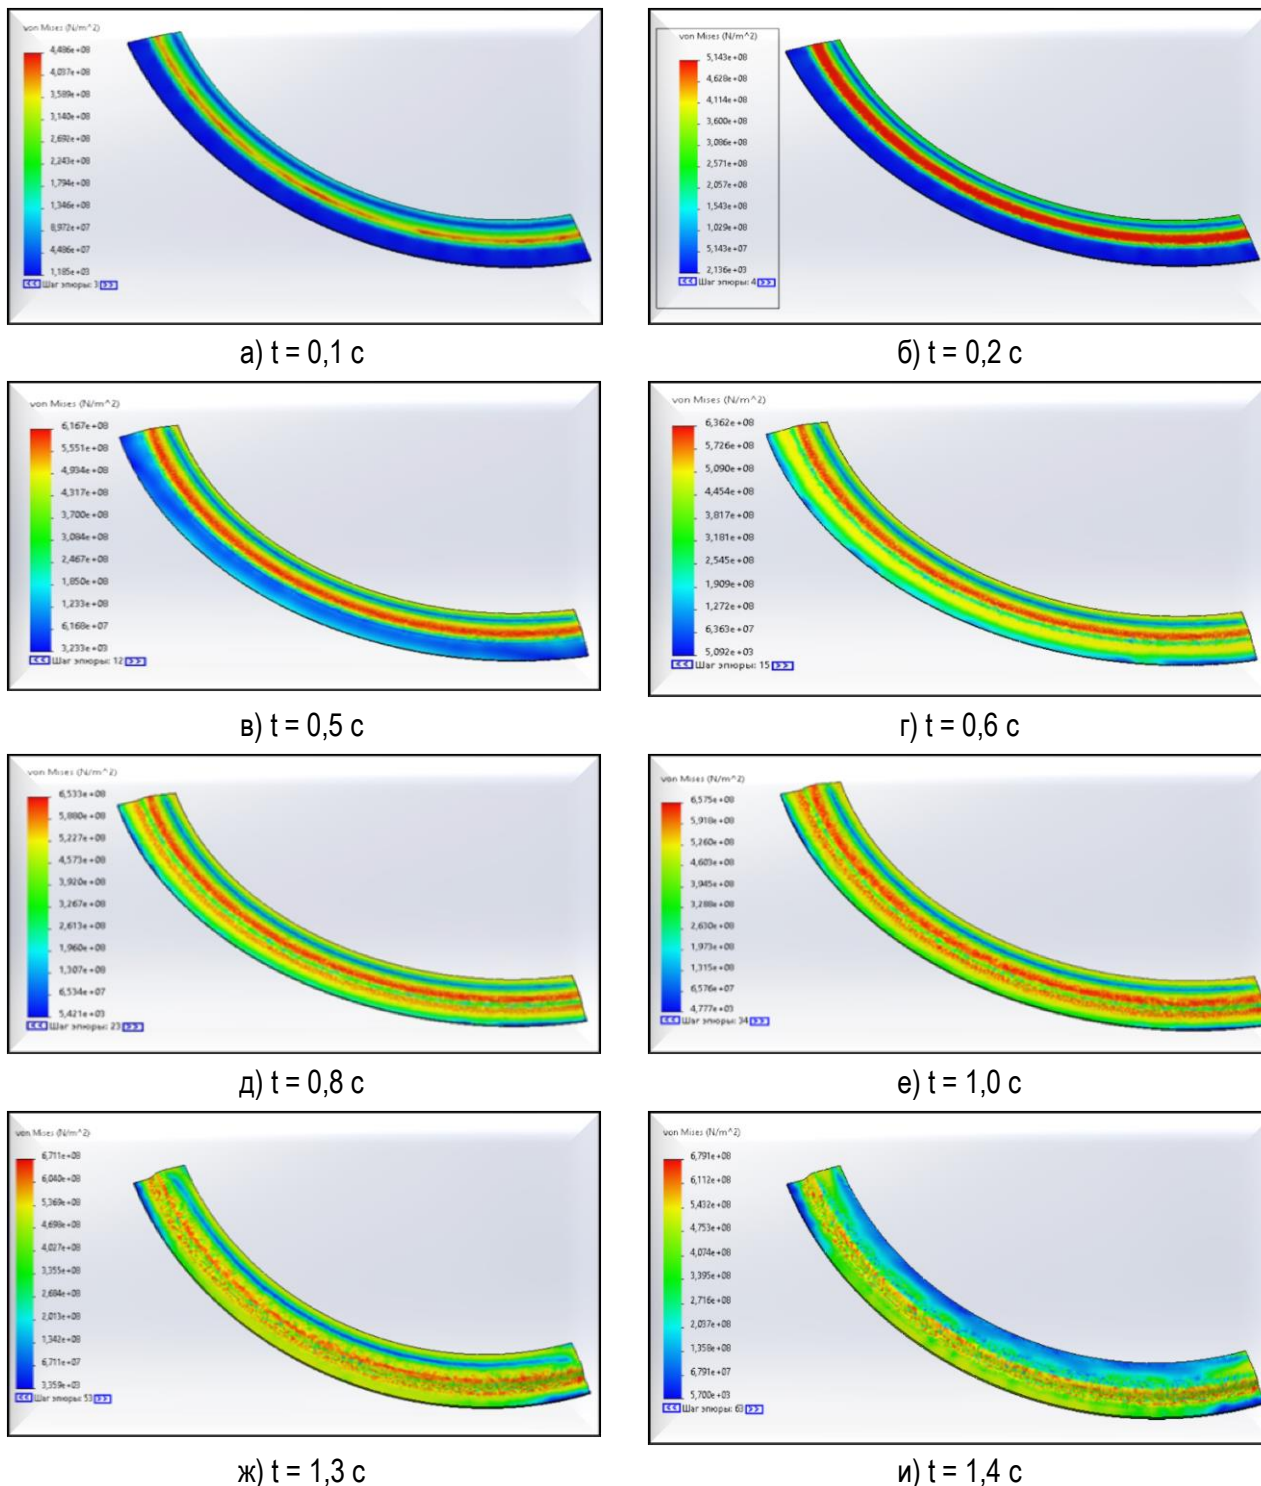 von Mises (N/m^2)
4,486e+08
4,037e+08
3,589e+08
3,140e+08
2,692e+08
2,243e+08
1,794e+08
1,346e+08
8,972e+07
4,486e+07
1,185e+03
Шаг эпюры: 3
а) t = 0,1 с
von Mises (N/m^2)
5,143e+08
4,628e+08
4,114e+08
3,600e+08
3,086e+08
2,571e+08
2,057e+08
1,543e+08
1,029e+08
5,143e+07
2,136e+03
Шаг эпюры: 4
б) t = 0,2 с
von Mises (N/m^2)
6,167e+08
5,551e+08
4,934e+08
4,317e+08
3,700e+08
3,084e+08
2,467e+08
1,850e+08
1,233e+08
6,168e+07
3,233e+03
Шаг эпюры: 12
в) t = 0,5 с
von Mises (N/m^2)
6,362e+08
5,726e+08
5,090e+08
4,454e+08
3,817e+08
3,181e+08
2,545e+08
1,909e+08
1,272e+08
6,363e+07
5,092e+03
Шаг эпюры: 15
г) t = 0,6 с
von Mises (N/m^2)
6,533e+08
5,880e+08
5,227e+08
4,573e+08
3,920e+08
3,267e+08
2,613e+08
1,960e+08
1,307e+08
6,534e+07
5,421e+03
Шаг эпюры: 23
д) t = 0,8 с
von Mises (N/m^2)
6,575e+08
5,918e+08
5,260e+08
4,603e+08
3,945e+08
3,288e+08
2,630e+08
1,973e+08
1,315e+08
6,576e+07
4,777e+03
Шаг эпюры: 34
е) t = 1,0 с
von Mises (N/m^2)
6,711e+08
6,040e+08
5,369e+08
4,698e+08
4,027e+08
3,355e+08
2,684e+08
2,013e+08
1,342e+08
6,711e+07
3,359e+03
Шаг эпюры: 53
ж) t = 1,3 с
von Mises (N/m^2)
6,791e+08
6,112e+08
5,432e+08
4,753e+08
4,074e+08
3,395e+08
2,716e+08
2,037e+08
1,358e+08
6,791e+07
5,700e+03
Шаг эпюры: 63
и) t = 1,4 с